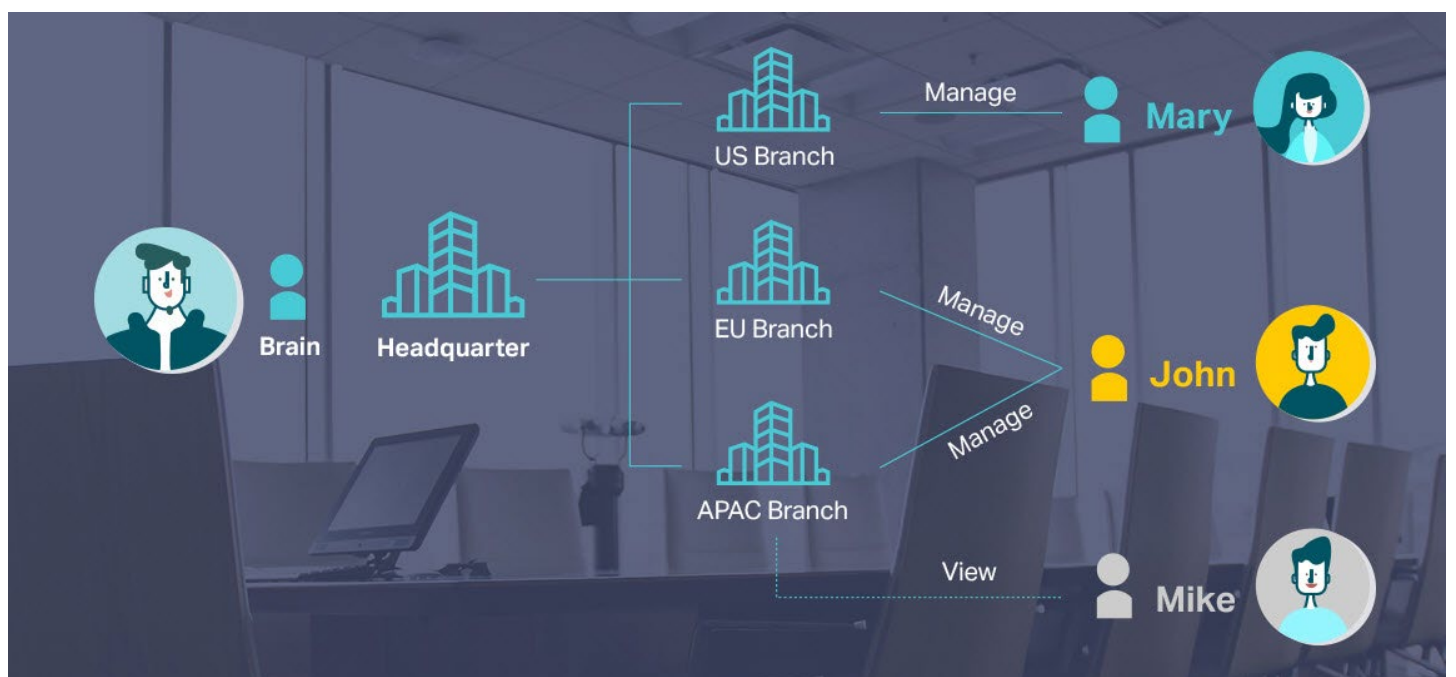 Manage
Mary
US Branch
Brain
Headquarter
EU Branch
Manage
John
Manage
APAC Branch
View
Mike